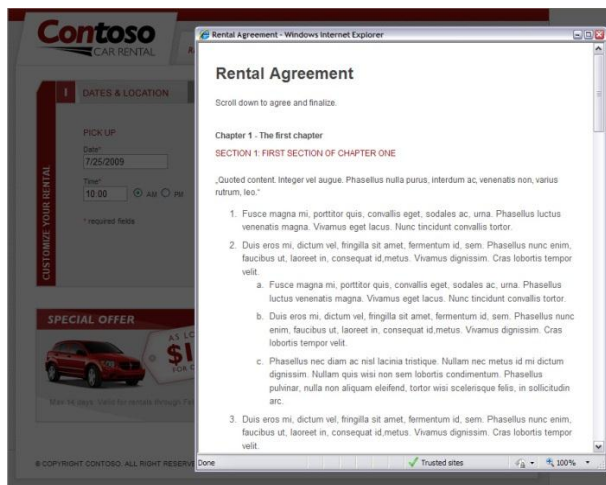 Contoso
CAR RENTAL
I DATES & LOCATION
PICK UP
Date*
7/25/2009
Time*
10:00 AM PM
* required fields
CUSTOMIZE YOUR RENTAL
SPECIAL OFFER
AS LO
$1
FOR
© COPYRIGHT CONTOSO. ALL RIGHT RESERVE
Rental Agreement - Windows Internet Explorer
Rental Agreement
Scroll down to agree and finalize.
Chapter 1 - The first chapter
SECTION 1: FIRST SECTION OF CHAPTER ONE
„Quoted content. Integer vel augue. Phasellus nulla purus, interdum ac, venenatis non, varius
rutrum, leo.“
1. Fusce magna mi, porttitor quis, convallis eget, sodales ac, urna. Phasellus luctus
venenatis magna. Vivamus eget lacus. Nunc tincidunt convallis tortor.
2. Duis eros mi, dictum vel, fringilla sit amet, fermentum id, sem. Phasellus nunc enim,
faucibus ut, laoreet in, consequat id,metus. Vivamus dignissim. Cras lobortis tempor
velit.
a. Fusce magna mi, porttitor quis, convallis eget, sodales ac, urna. Phasellus
luctus venenatis magna. Vivamus eget lacus. Nunc tincidunt convallis tortor.
b. Duis eros mi, dictum vel, fringilla sit amet, fermentum id, sem. Phasellus nunc
enim, faucibus ut, laoreet in, consequat id,metus. Vivamus dignissim. Cras
lobortis tempor velit.
c. Phasellus nec diam ac nisl lacinia tristique. Nullam nec metus id mi dictum
dignissim. Nullam quis wisi non sem lobortis condimentum. Phasellus
pulvinar, nulla non aliquam eleifend, tortor wisi scelerisque felis, in sollicitudin
arc.
3. Duis eros mi, dictum vel, fringilla sit amet, fermentum id, sem. Phasellus nunc enim,
faucibus ut, laoreet in, consequat id,metus. Vivamus dignissim. Cras lobortis tempor
velit.
Done Trusted sites 100%